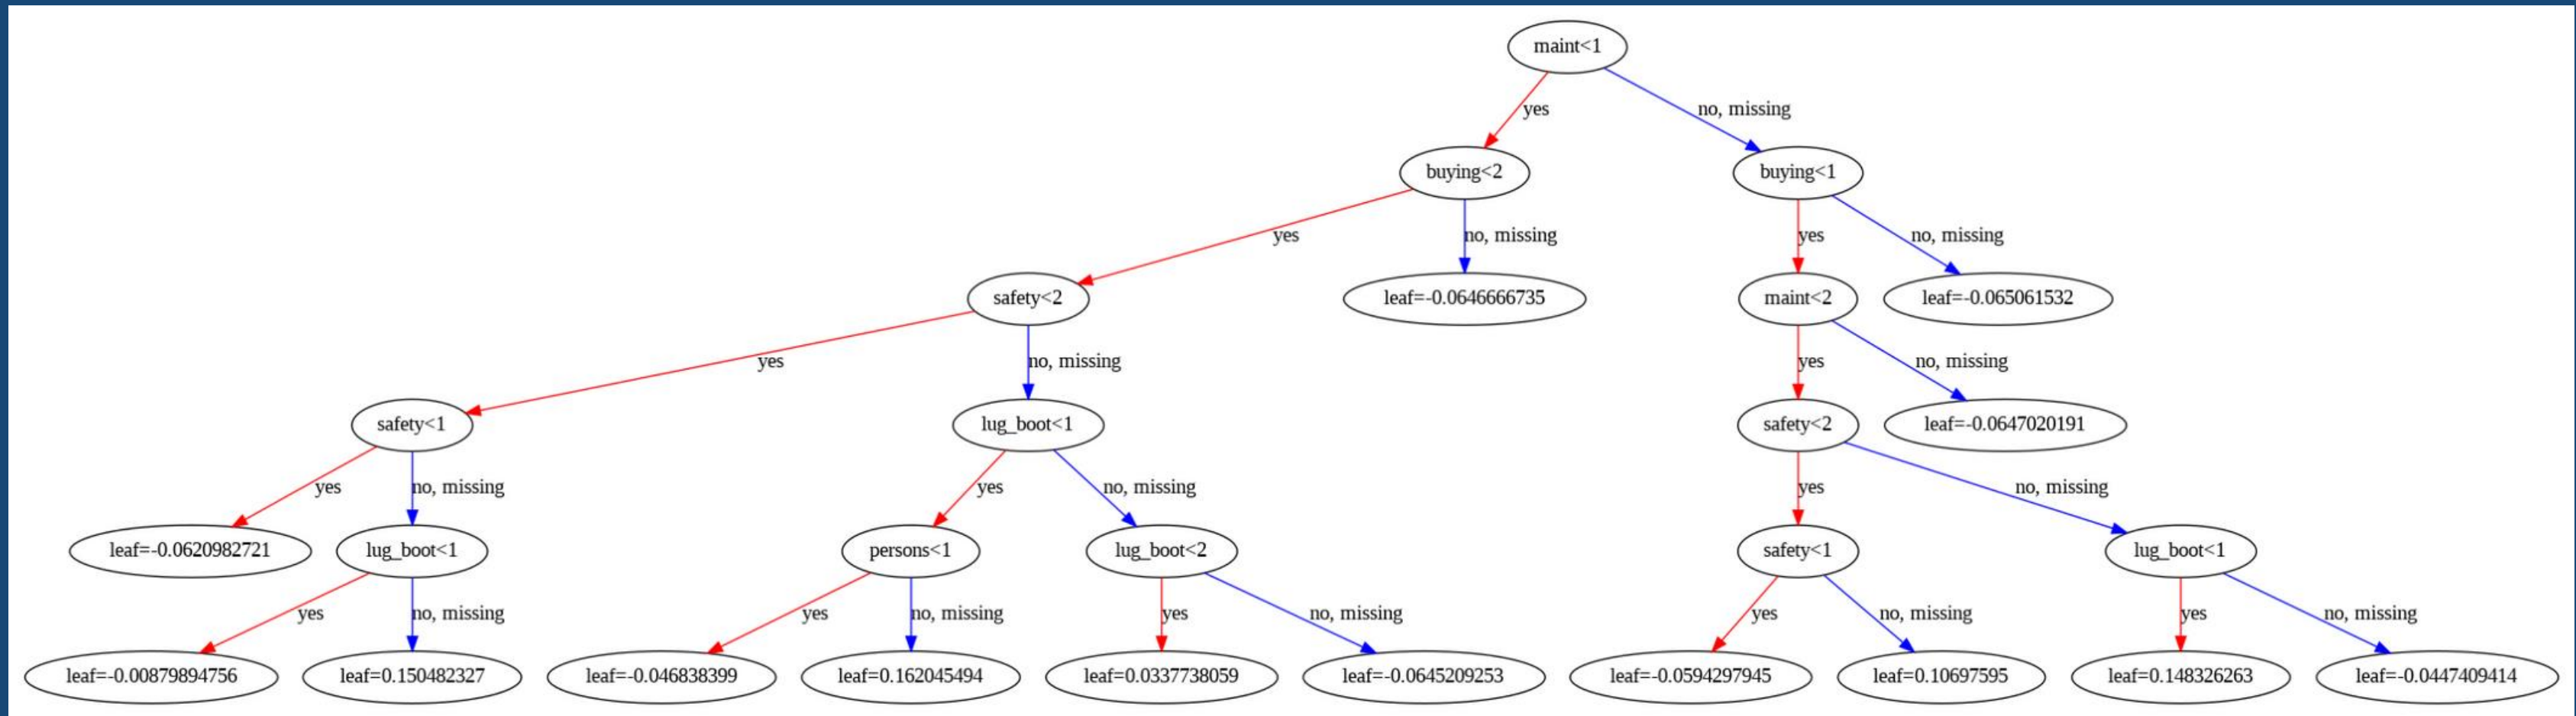 maint<1
yes
no, missing
buying<2
buying<1
yes
no, missing
yes
no, missing
safety<2
leaf=-0.0646666735
maint<2
leaf=-0.065061532
yes
no, missing
yes
no, missing
safety<1
lug_boot<1
safety<2
leaf=-0.0647020191
yes
no, missing
yes
no, missing
yes
no, missing
leaf=-0.0620982721
lug_boot<1
persons<1
lug_boot<2
safety<1
lug_boot<1
yes
no, missing
yes
no, missing
yes
no, missing
yes
no, missing
yes
no, missing
leaf=-0.00879894756
leaf=0.150482327
leaf=-0.046838399
leaf=0.162045494
leaf=0.0337738059
leaf=-0.0645209253
leaf=-0.0594297945
leaf=0.10697595
leaf=0.148326263
leaf=-0.0447409414